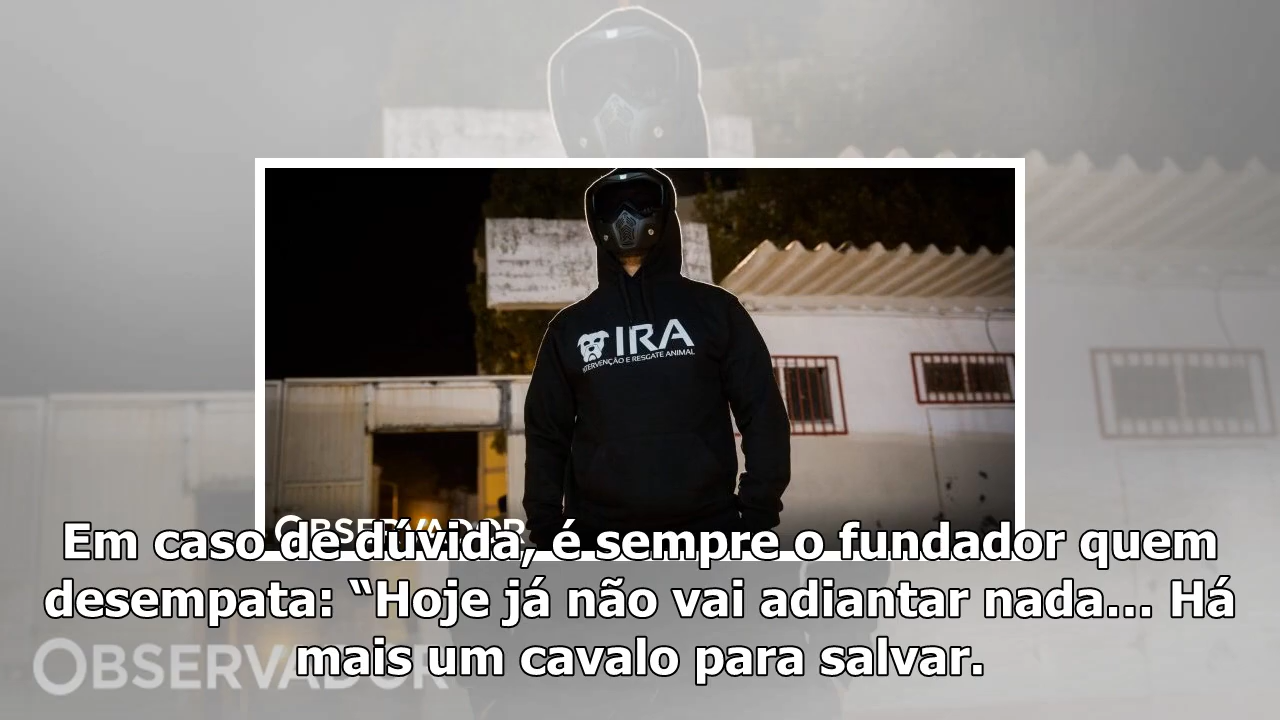 IRA
INTERVENÇÃO E RESGATE ANIMAL
OBSERVADOR
Em caso de dúvida, é sempre o fundador quem
desempata: “Hoje já não vai adiantar nada... Há
mais um cavalo para salvar.
OBSERVADOR